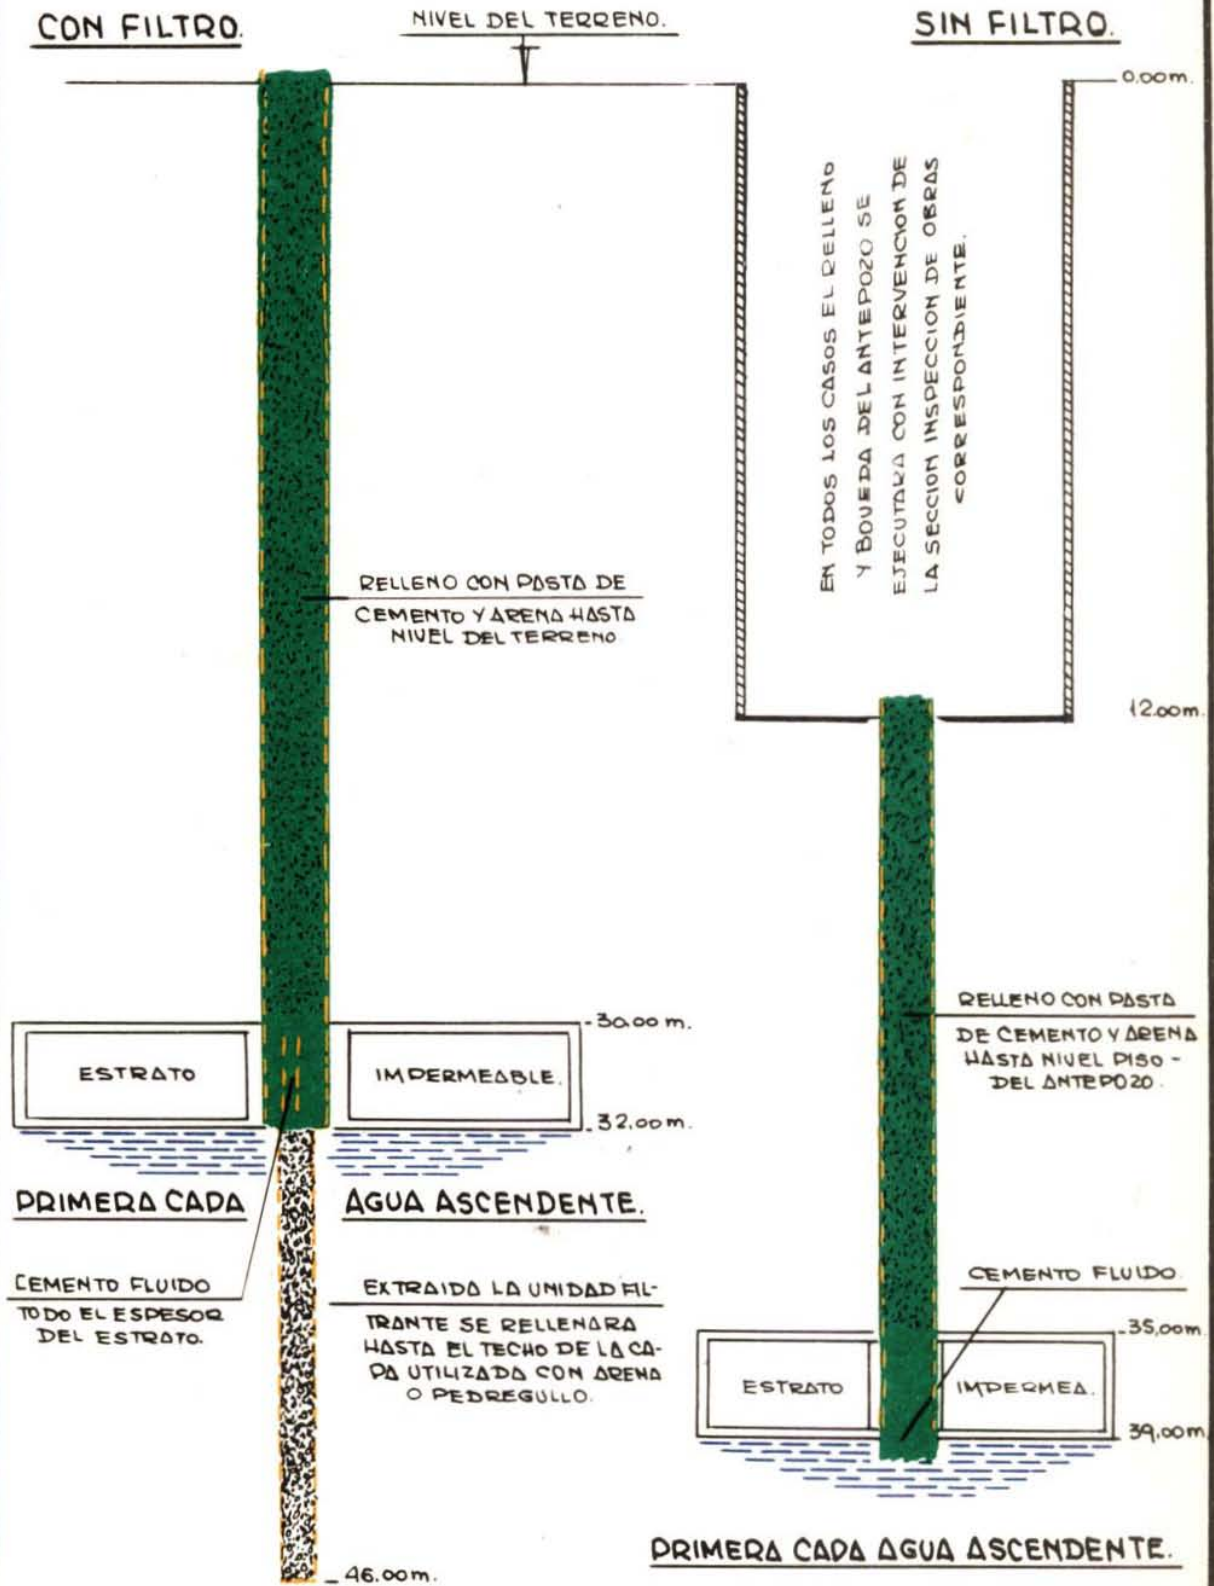 CON FILTRO.
NIVEL DEL TERRENO.
SIN FILTRO.
0.00m.
EN TODOS LOS CASOS EL RELLENO
Y BOVEDA DEL ANTEPOZO SE
EJECUTARA CON INTERVENCION DE
LA SECCION INSPECCION DE OBRAS
CORRESPONDIENTE.
RELLENO CON PASTA DE
CEMENTO Y ARENA HASTA
NIVEL DEL TERRENO
12.00m.
RELLENO CON PASTA
DE CEMENTO Y ARENA
HASTA NIVEL PISO -
DEL ANTEPOZO.
30.00 m.
ESTRATO
IMPERMEABLE.
32,00m.
PRIMERA CAPA
AGUA ASCENDENTE.
CEMENTO FLUIDO
TODO EL ESPESOR
DEL ESTRATO.
EXTRAIDA LA UNIDAD FIL-
TRANTE SE RELLENARA
HASTA EL TECHO DE LA CA-
PA UTILIZADA CON ARENA
O PEDREGULLO.
46.00m.
CEMENTO FLUIDO.
35,00m.
ESTRATO
IMPERMEA.
39,00m
PRIMERA CAPA AGUA ASCENDENTE.